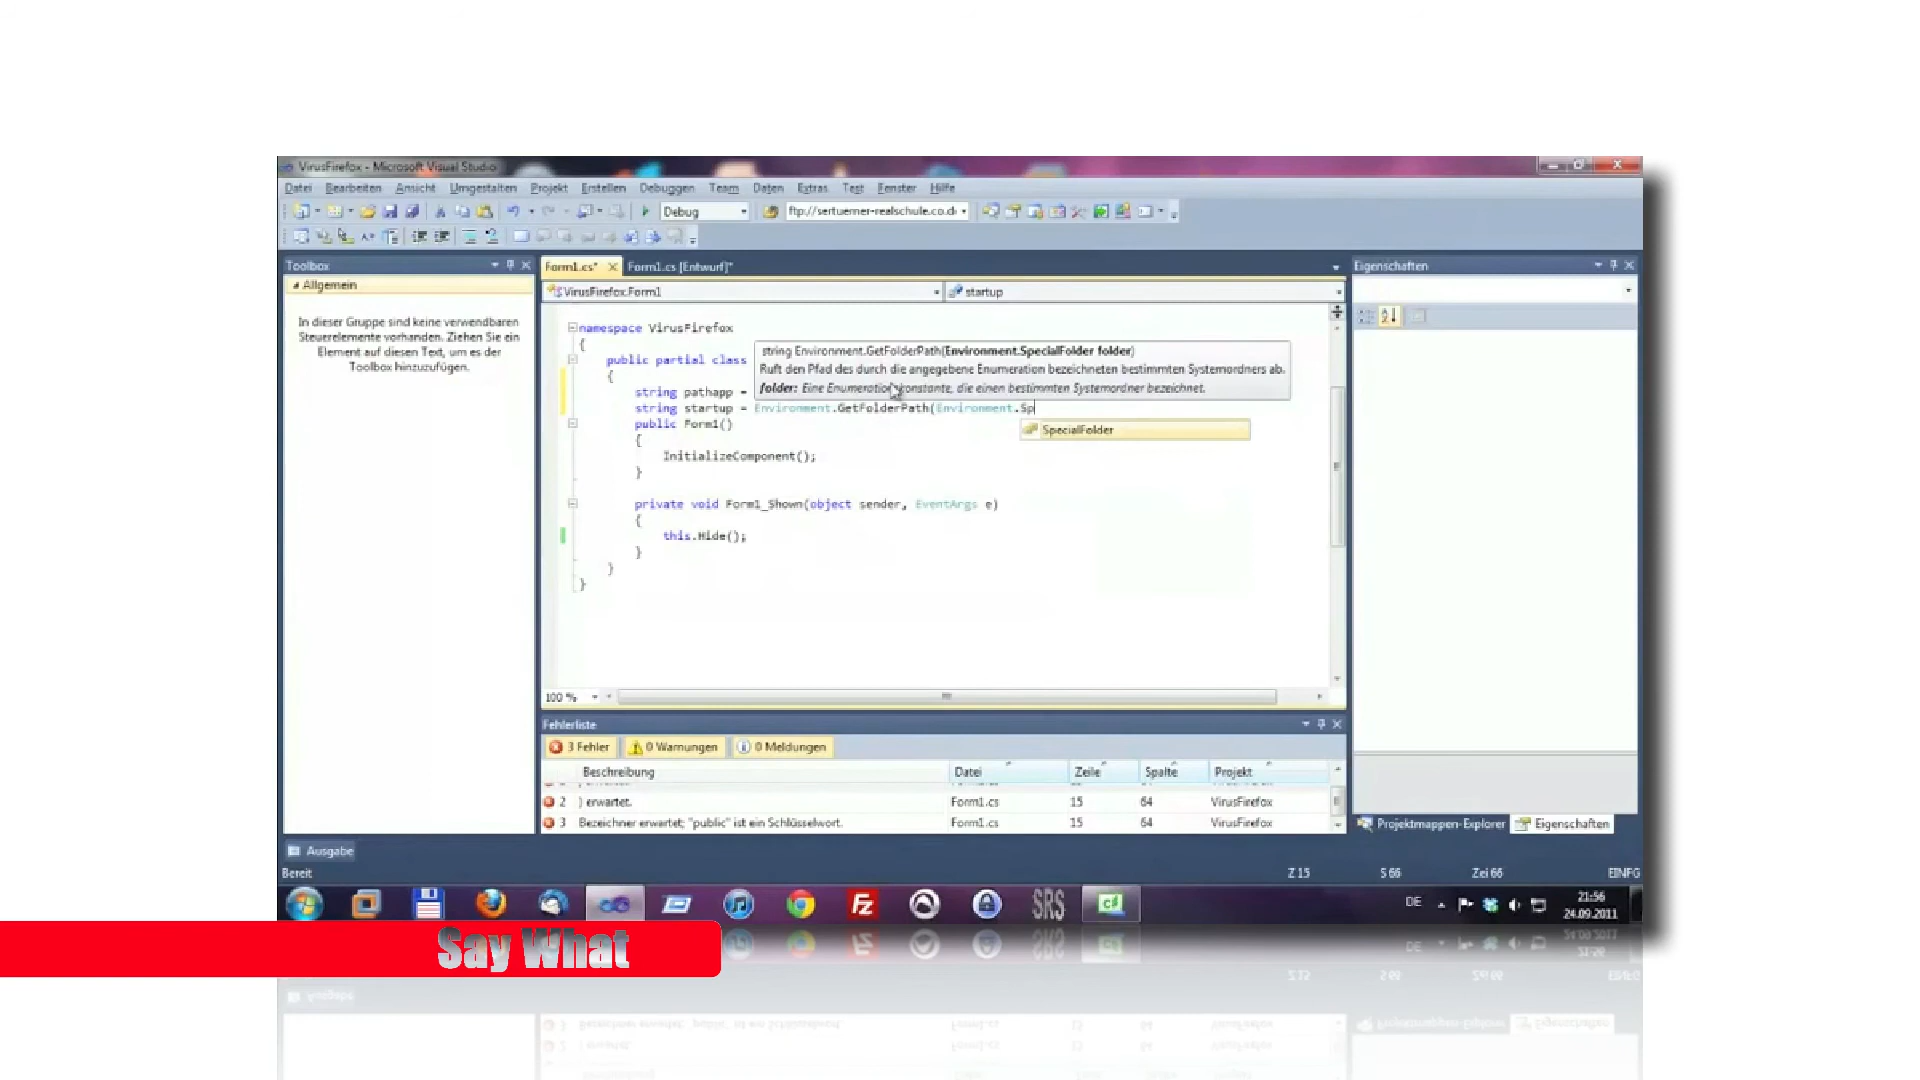 VirusFirefox - Microsoft Visual Studio
Datei Bearbeiten Ansicht Umgestalten Projekt Erstellen Debuggen Team Daten Extras Test Fenster Hilfe
Debug ftp://sertuerner-realschule.co.d
Toolbox
Allgemein
In dieser Gruppe sind keine verwendbaren
Steuerelemente vorhanden. Ziehen Sie ein
Element auf diesen Text, um es der
Toolbox hinzuzufügen.
Form1.cs* Form1.cs [Entwurf]*
VirusFirefox.Form1 startup
namespace VirusFirefox
{
public partial class
{
string Environment.GetFolderPath(Environment.SpecialFolder folder)
Ruft den Pfad des durch die angegebene Enumeration bezeichneten bestimmten Systemordners ab.
folder: Eine Enumerationskonstante, die einen bestimmten Systemordner bezeichnet.
string pathapp =
string startup = Environment.GetFolderPath(Environment.Sp
SpecialFolder
public Form1()
{
InitializeComponent();
}
private void Form1_Shown(object sender, EventArgs e)
{
this.Hide();
}
}
}
100 %
Fehlerliste
3 Fehler 0 Warnungen 0 Meldungen
Beschreibung Datei Zeile Spalte Projekt
2 ) erwartet. Form1.cs 15 64 VirusFirefox
3 Bezeichner erwartet; "public" ist ein Schlüsselwort. Form1.cs 15 64 VirusFirefox
Eigenschaften
Projektmappen-Explorer Eigenschaften
Ausgabe
Bereit Z 15 S 66 Zei 66 EINFG
SRS C# DE 21:56
24.09.2011
Say What